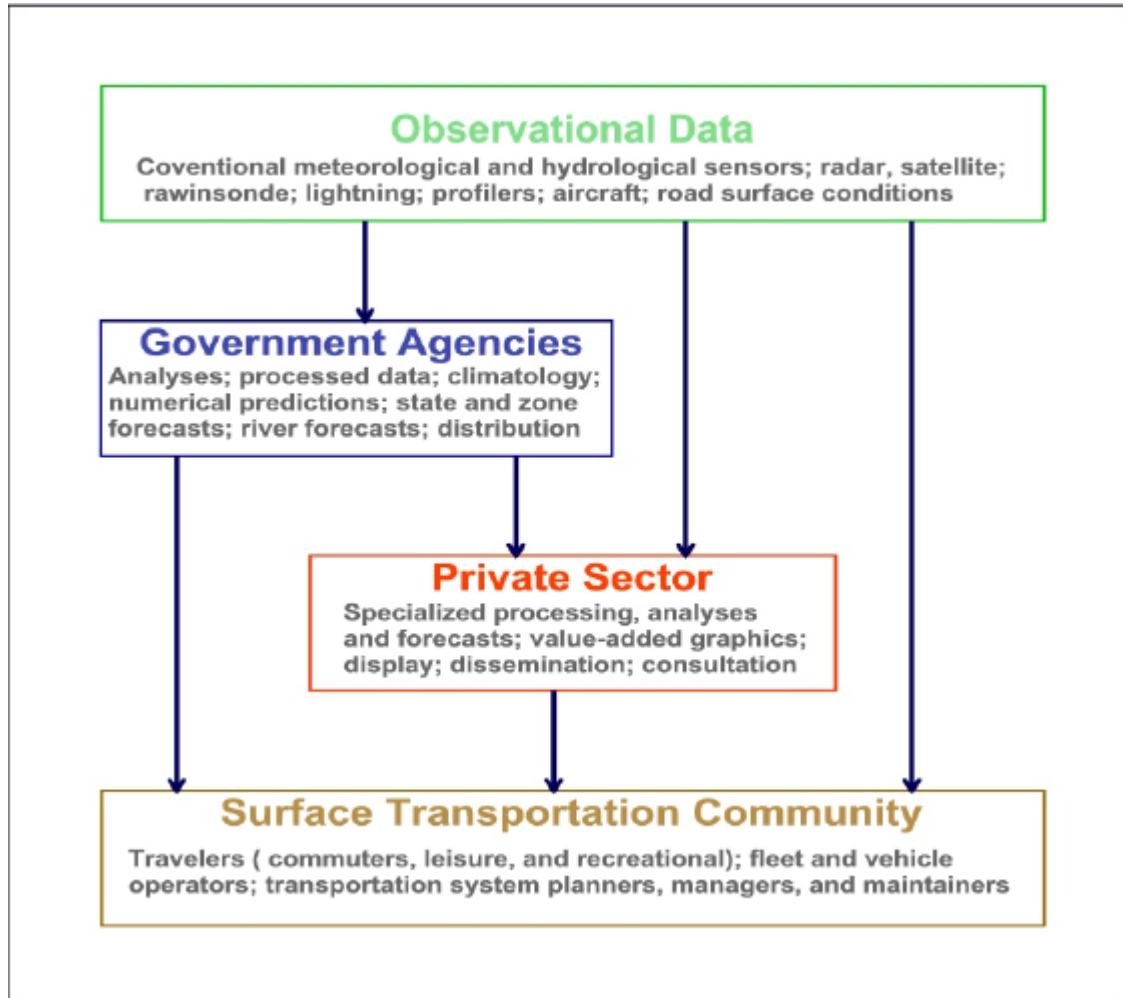 Observational Data
Coventional meteorological and hydrological sensors; radar, satellite;
rawinsonde; lightning; profilers; aircraft; road surface conditions
Government Agencies
Analyses; processed data; climatology;
numerical predictions; state and zone
forecasts; river forecasts; distribution
Private Sector
Specialized processing, analyses
and forecasts; value-added graphics;
display; dissemination; consultation
Surface Transportation Community
Travelers ( commuters, leisure, and recreational); fleet and vehicle
operators; transportation system planners, managers, and maintainers